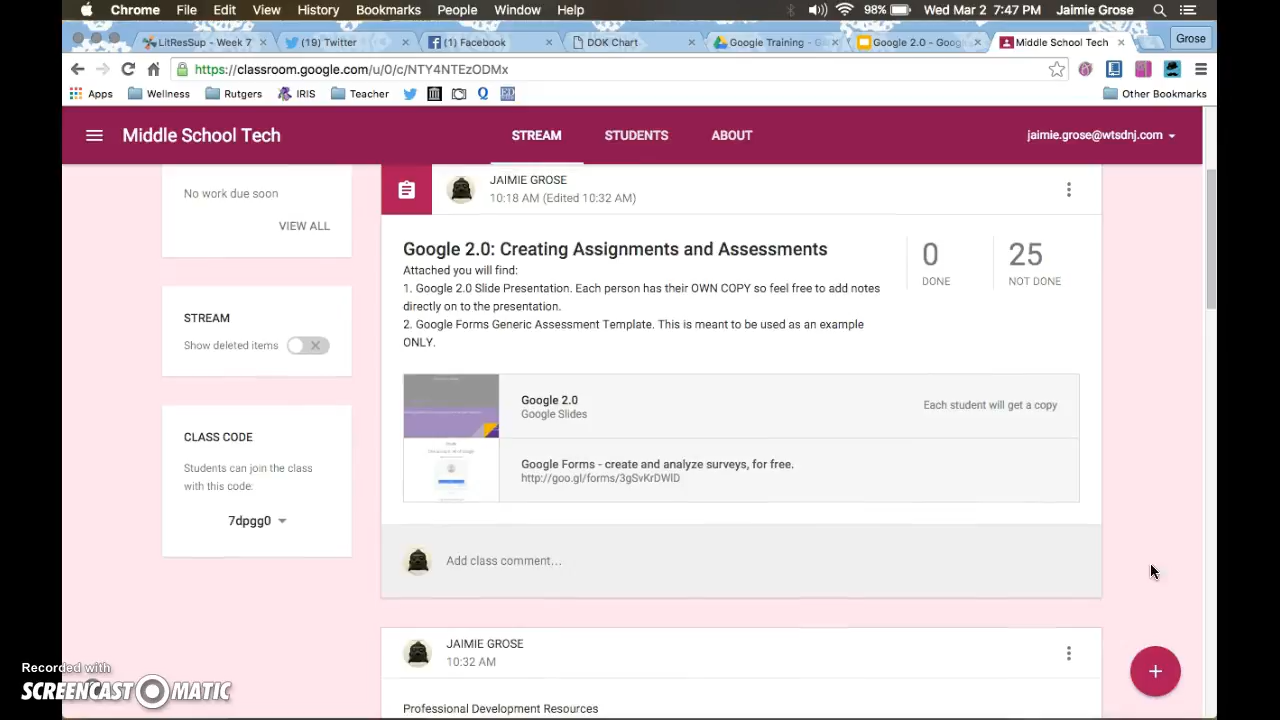 Chrome File Edit View History Bookmarks People Window Help 98% Wed Mar 2 7:47 PM Jaimie Grose
LitResSup - Week 7 (19) Twitter (1) Facebook DOK Chart Google Training - Google 2.0 - Goog Middle School Tech Grose
https://classroom.google.com/u/0/c/NTY4NTEzODMx
Apps Wellness Rutgers IRIS Teacher Other Bookmarks
Middle School Tech STREAM STUDENTS ABOUT jaimie.grose@wtsdnj.com
No work due soon
VIEW ALL
STREAM
Show deleted items
CLASS CODE
Students can join the class
with this code:
7dpgg0
JAIMIE GROSE
10:18 AM (Edited 10:32 AM)
Google 2.0: Creating Assignments and Assessments
0 25
DONE NOT DONE
Attached you will find:
1. Google 2.0 Slide Presentation. Each person has their OWN COPY so feel free to add notes
directly on to the presentation.
2. Google Forms Generic Assessment Template. This is meant to be used as an example
ONLY.
Google 2.0
Google Slides
Each student will get a copy
Google Forms - create and analyze surveys, for free.
http://goo.gl/forms/3gSvKrDWlD
Add class comment…
JAIMIE GROSE
10:32 AM
Professional Development Resources
+
Recorded with
SCREENCAST MATIC